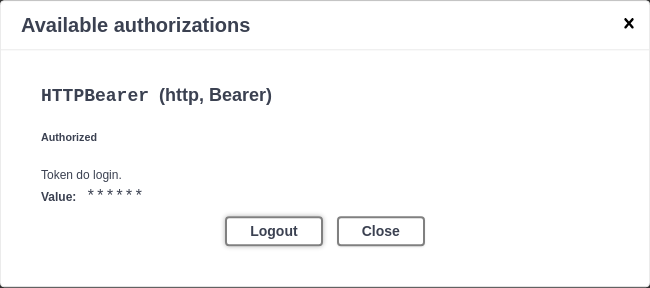 Available authorizations
×
HTTPBearer (http, Bearer)
Authorized
Token do login.
Value: ******
Logout Close